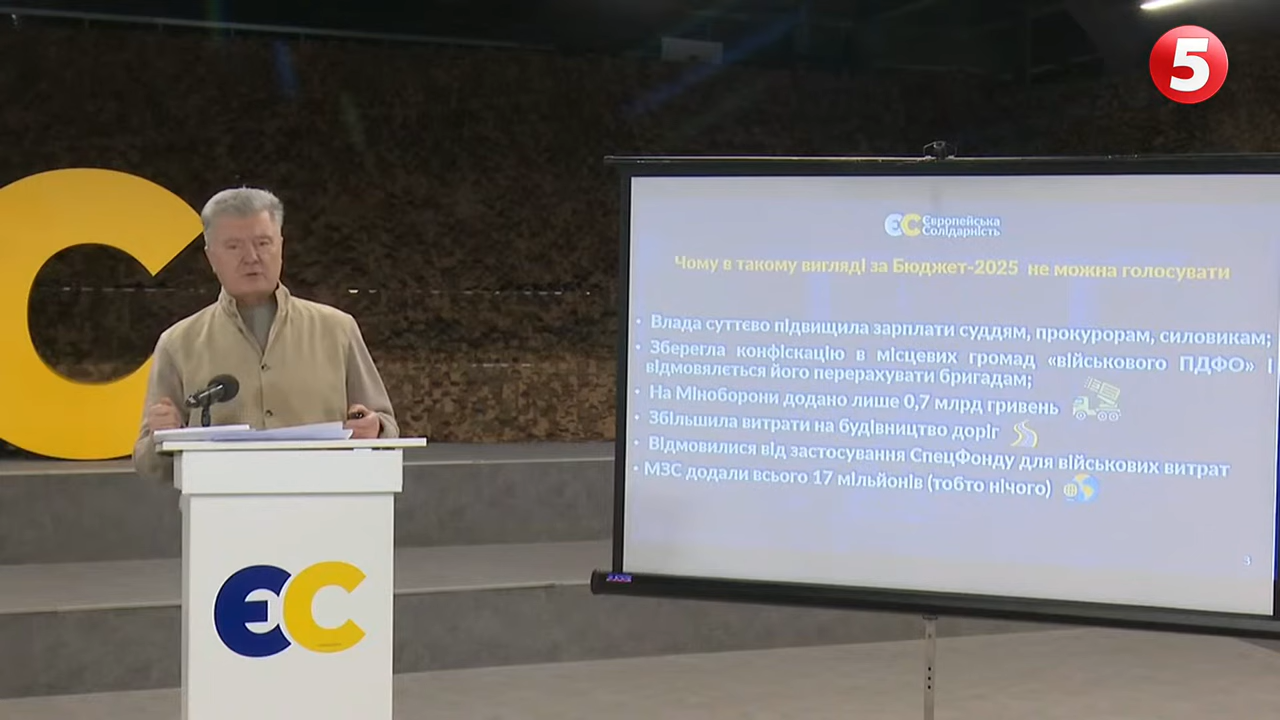 5
ЄС Європейська
Солідарність
Чому в такому вигляді за Бюджет-2025 не можна голосувати
• Влада суттєво підвищила зарплати суддям, прокурорам, силовикам;
• Зберегла конфіскацію в місцевих громад «військового ПДФО» і
відмовляється його перерахувати бригадам;
• На Міноборони додано лише 0,7 млрд гривень
• Збільшила витрати на будівництво доріг
• Відмовилися від застосування СпецФонду для військових витрат
• МЗС додали всього 17 мільйонів (тобто нічого)
3
ЄС